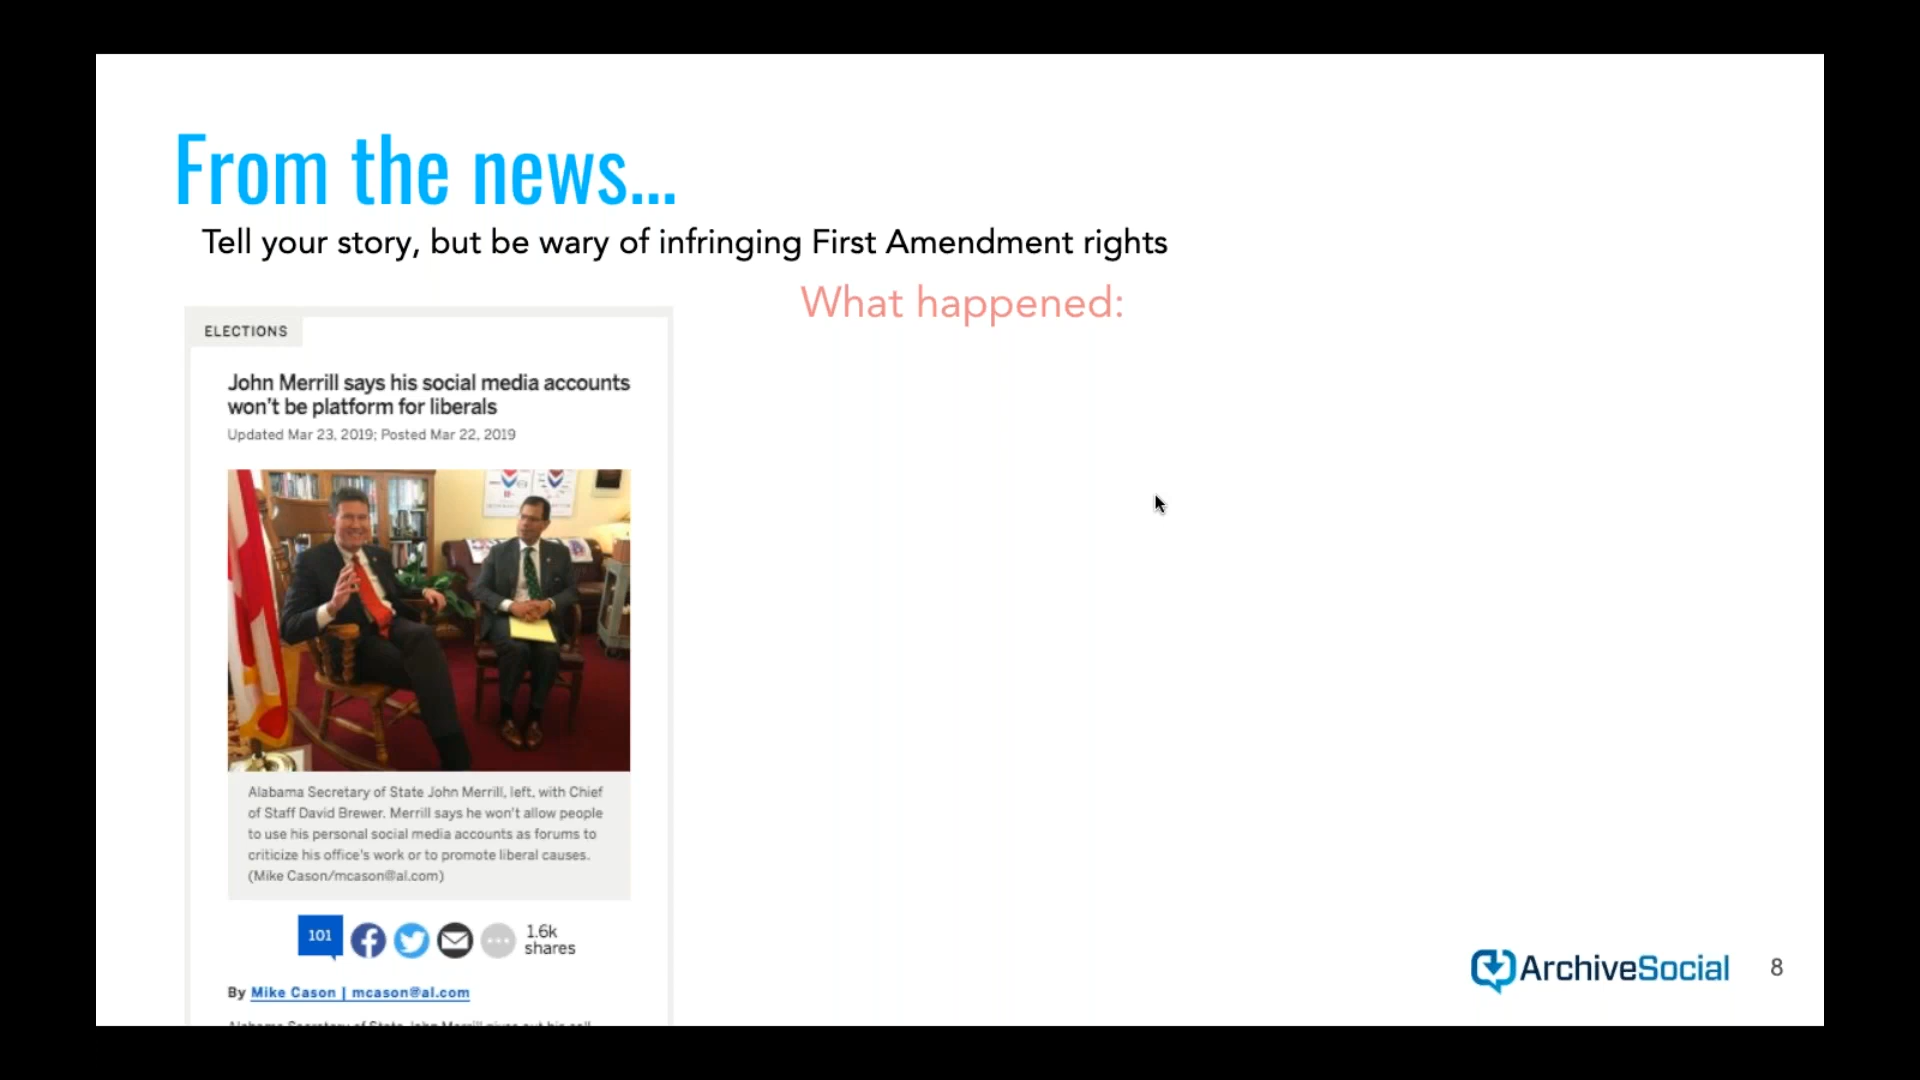 From the news...
Tell your story, but be wary of infringing First Amendment rights
What happened:
ELECTIONS
John Merrill says his social media accounts
won't be platform for liberals
Updated Mar 23, 2019; Posted Mar 22, 2019
Alabama Secretary of State John Merrill, left, with Chief
of Staff David Brewer. Merrill says he won't allow people
to use his personal social media accounts as forums to
criticize his office's work or to promote liberal causes.
(Mike Cason/mcason@al.com)
101
1.6k
shares
By Mike Cason | mcason@al.com
ArchiveSocial
8